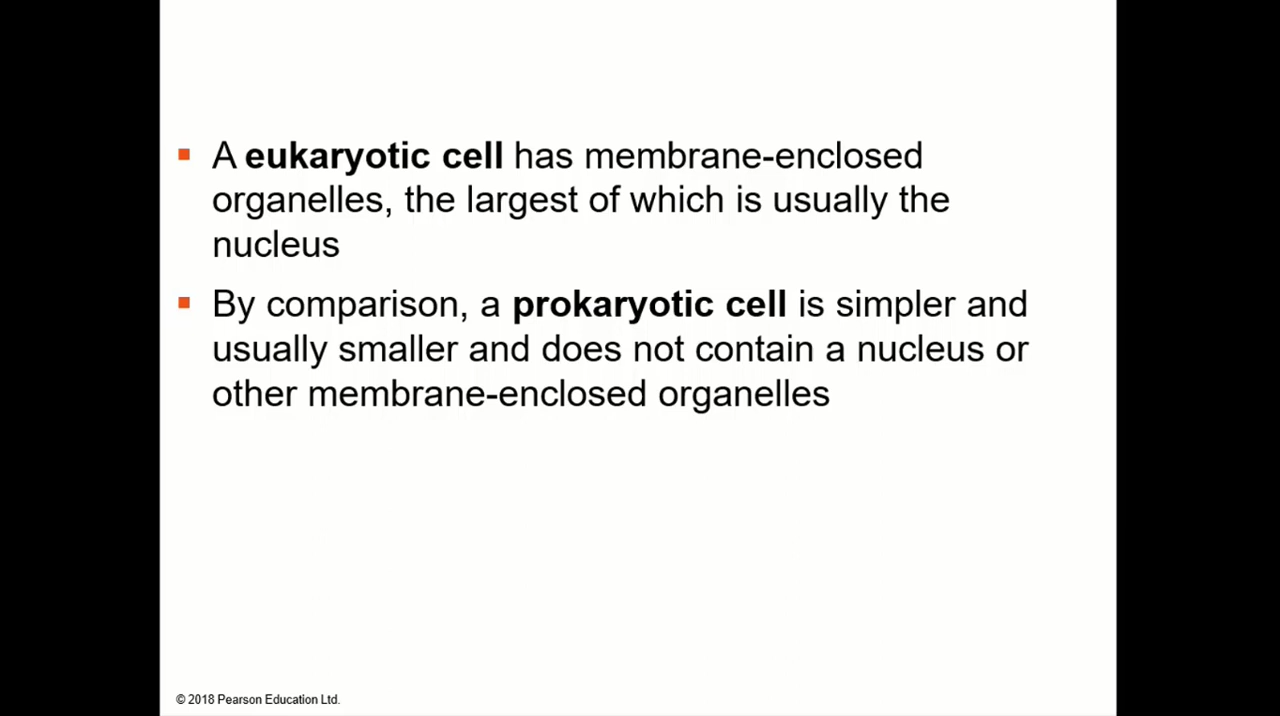 A eukaryotic cell has membrane-enclosed
organelles, the largest of which is usually the
nucleus
By comparison, a prokaryotic cell is simpler and
usually smaller and does not contain a nucleus or
other membrane-enclosed organelles
© 2018 Pearson Education Ltd.